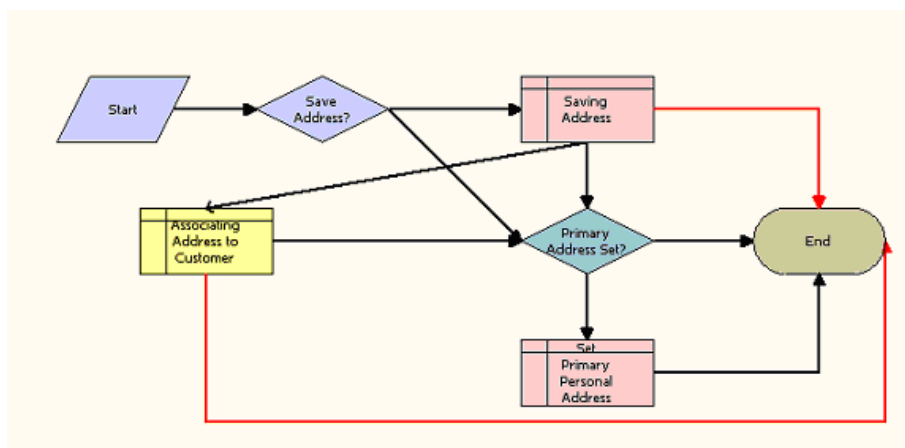 Start
Save
Address?
Saving
Address
Associating
Address to
Customer
Primary
Address Set?
End
Set
Primary
Personal
Address